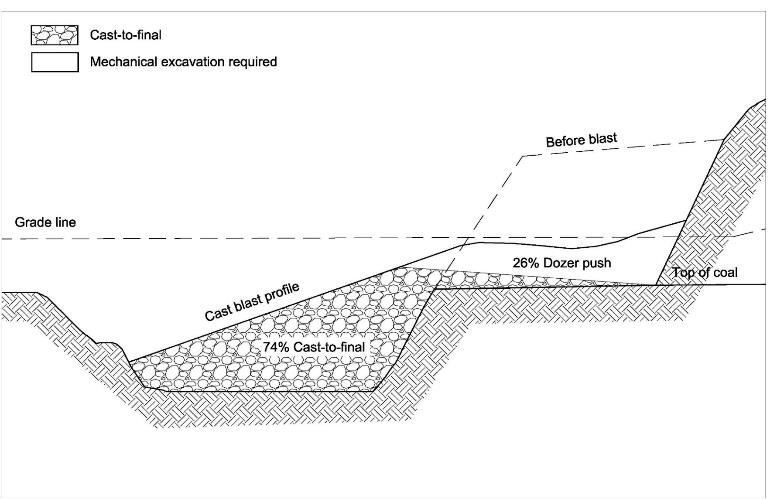 Cast-to-final
Mechanical excavation required
Before blast
Grade line
26% Dozer push
Top of coal
Cast blast profile
74% Cast-to-final